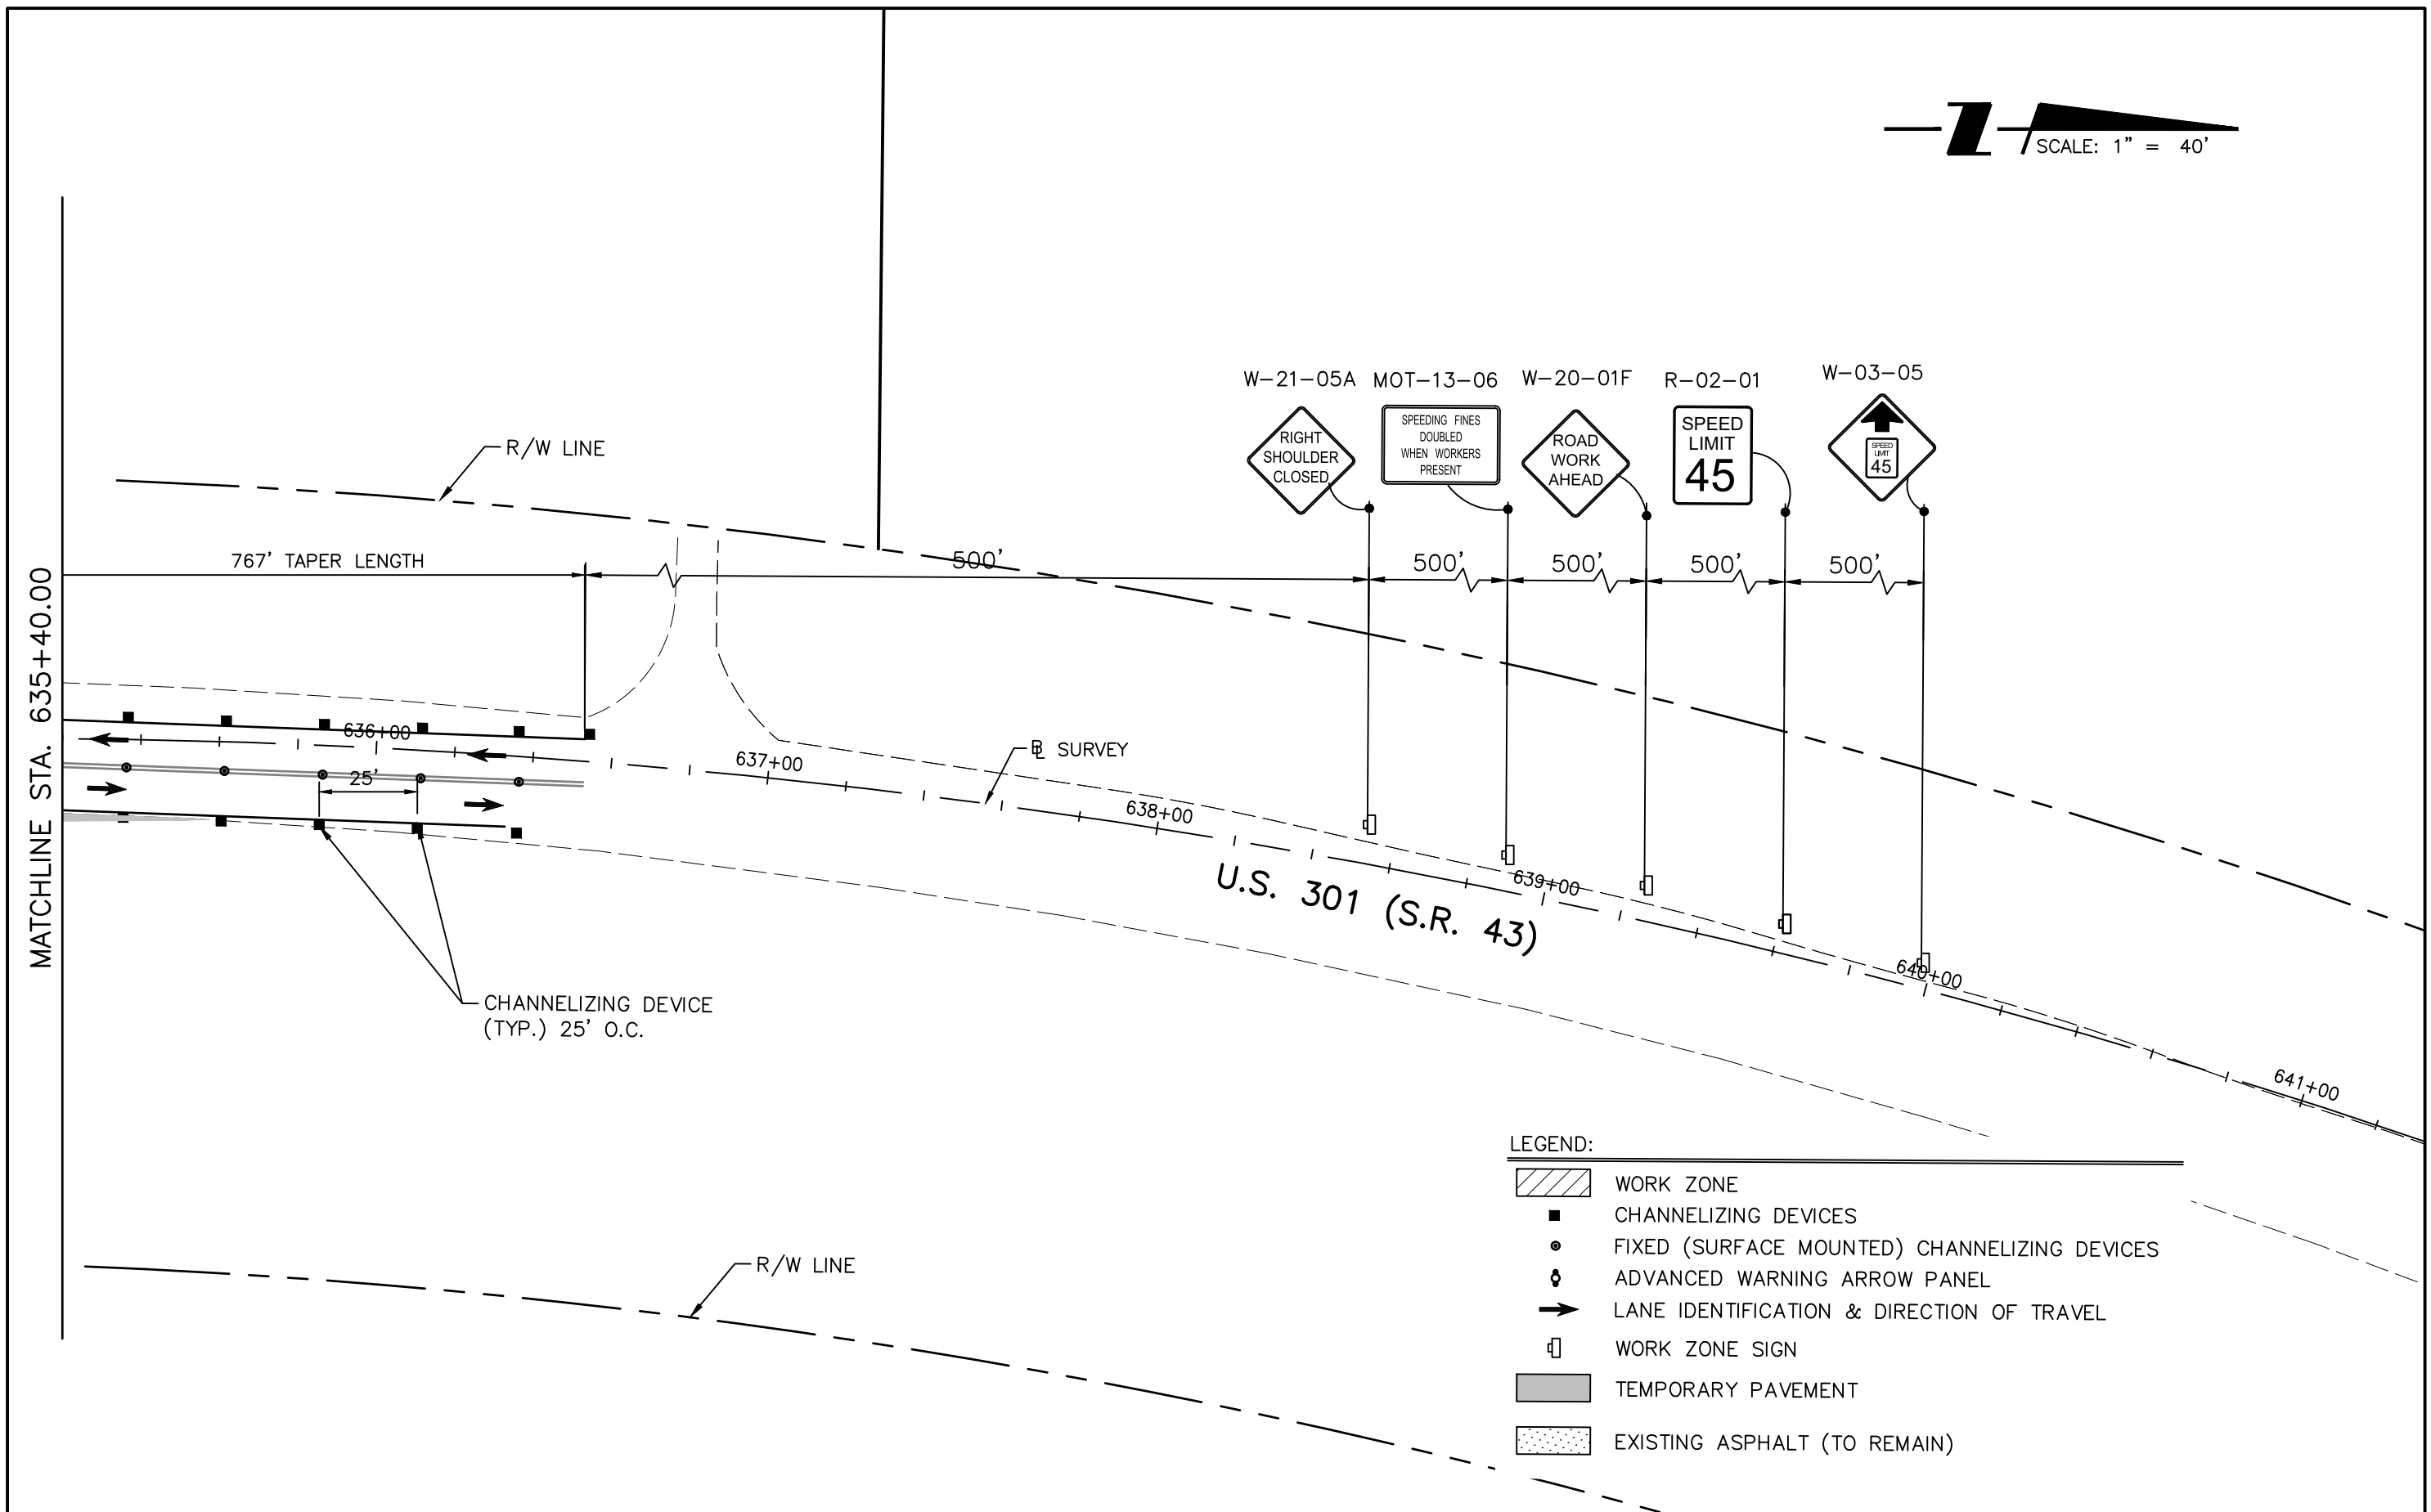 SCALE: 1" = 40'
W-21-05A
MOT-13-06
W-20-01F
R-02-01
W-03-05
RIGHT
SHOULDER
CLOSED
SPEEDING FINES
DOUBLED
WHEN WORKERS
PRESENT
ROAD
WORK
AHEAD
SPEED
LIMIT
45
SPEED
LIMIT
45
R/W LINE
767' TAPER LENGTH
500'
500'
500'
500'
500'
MATCHLINE STA. 635+40.00
636+00
637+00
638+00
639+00
640+00
641+00
25'
℄ SURVEY
U.S. 301 (S.R. 43)
CHANNELIZING DEVICE
(TYP.) 25' O.C.
R/W LINE
LEGEND:
WORK ZONE
CHANNELIZING DEVICES
FIXED (SURFACE MOUNTED) CHANNELIZING DEVICES
ADVANCED WARNING ARROW PANEL
LANE IDENTIFICATION & DIRECTION OF TRAVEL
WORK ZONE SIGN
TEMPORARY PAVEMENT
EXISTING ASPHALT (TO REMAIN)